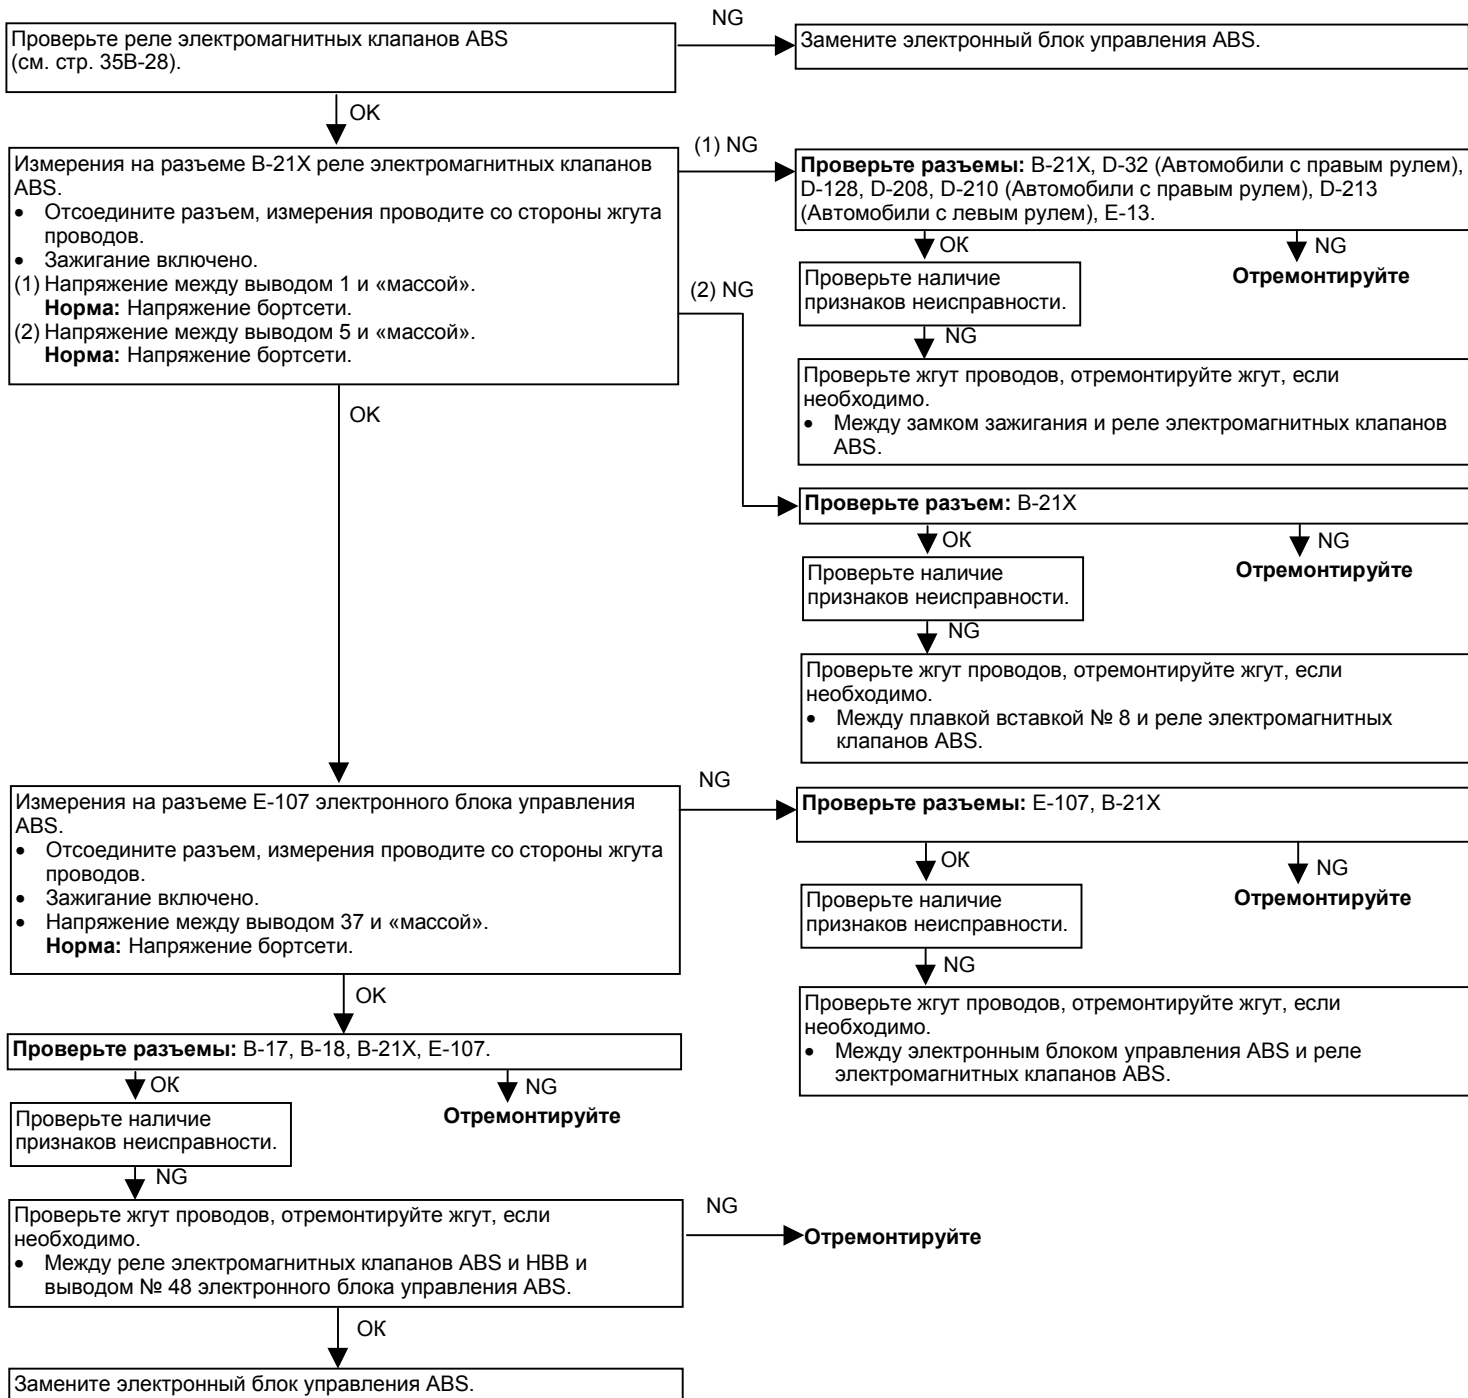 NG
Проверьте реле электромагнитных клапанов ABS
(см. стр. 35B-28).
Замените электронный блок управления ABS.
OK
Измерения на разъеме B-21X реле электромагнитных клапанов
ABS.
• Отсоедините разъем, измерения проводите со стороны жгута
проводов.
• Зажигание включено.
(1) Напряжение между выводом 1 и «массой».
Норма: Напряжение бортсети.
(2) Напряжение между выводом 5 и «массой».
Норма: Напряжение бортсети.
(1) NG
Проверьте разъемы: B-21X, D-32 (Автомобили с правым рулем),
D-128, D-208, D-210 (Автомобили с правым рулем), D-213
(Автомобили с левым рулем), E-13.
OK
NG
Проверьте наличие
признаков неисправности.
Отремонтируйте
NG
Проверьте жгут проводов, отремонтируйте жгут, если
необходимо.
• Между замком зажигания и реле электромагнитных клапанов
ABS.
(2) NG
Проверьте разъем: B-21X
OK
NG
Проверьте наличие
признаков неисправности.
Отремонтируйте
NG
Проверьте жгут проводов, отремонтируйте жгут, если
необходимо.
• Между плавкой вставкой № 8 и реле электромагнитных
клапанов ABS.
OK
Измерения на разъеме E-107 электронного блока управления
ABS.
• Отсоедините разъем, измерения проводите со стороны жгута
проводов.
• Зажигание включено.
• Напряжение между выводом 37 и «массой».
Норма: Напряжение бортсети.
NG
Проверьте разъемы: E-107, B-21X
OK
NG
Проверьте наличие
признаков неисправности.
Отремонтируйте
NG
Проверьте жгут проводов, отремонтируйте жгут, если
необходимо.
• Между электронным блоком управления ABS и реле
электромагнитных клапанов ABS.
OK
Проверьте разъемы: B-17, B-18, B-21X, E-107.
OK
NG
Проверьте наличие
признаков неисправности.
Отремонтируйте
NG
Проверьте жгут проводов, отремонтируйте жгут, если
необходимо.
• Между реле электромагнитных клапанов ABS и HBB и
выводом № 48 электронного блока управления ABS.
NG
Отремонтируйте
OK
Замените электронный блок управления ABS.